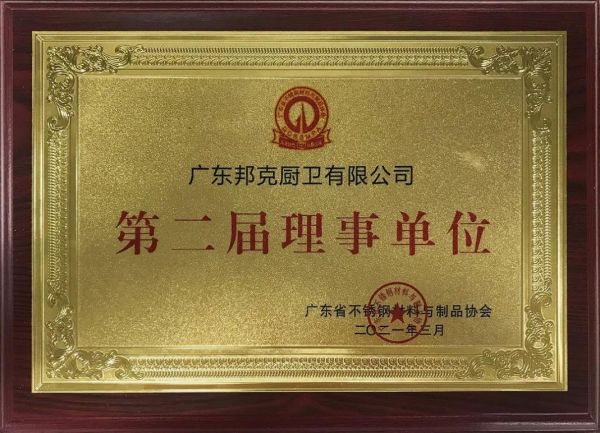 广东邦克厨卫有限公司
第二届理事单位
广东省不锈钢材料与制品协会
二〇二一年三月